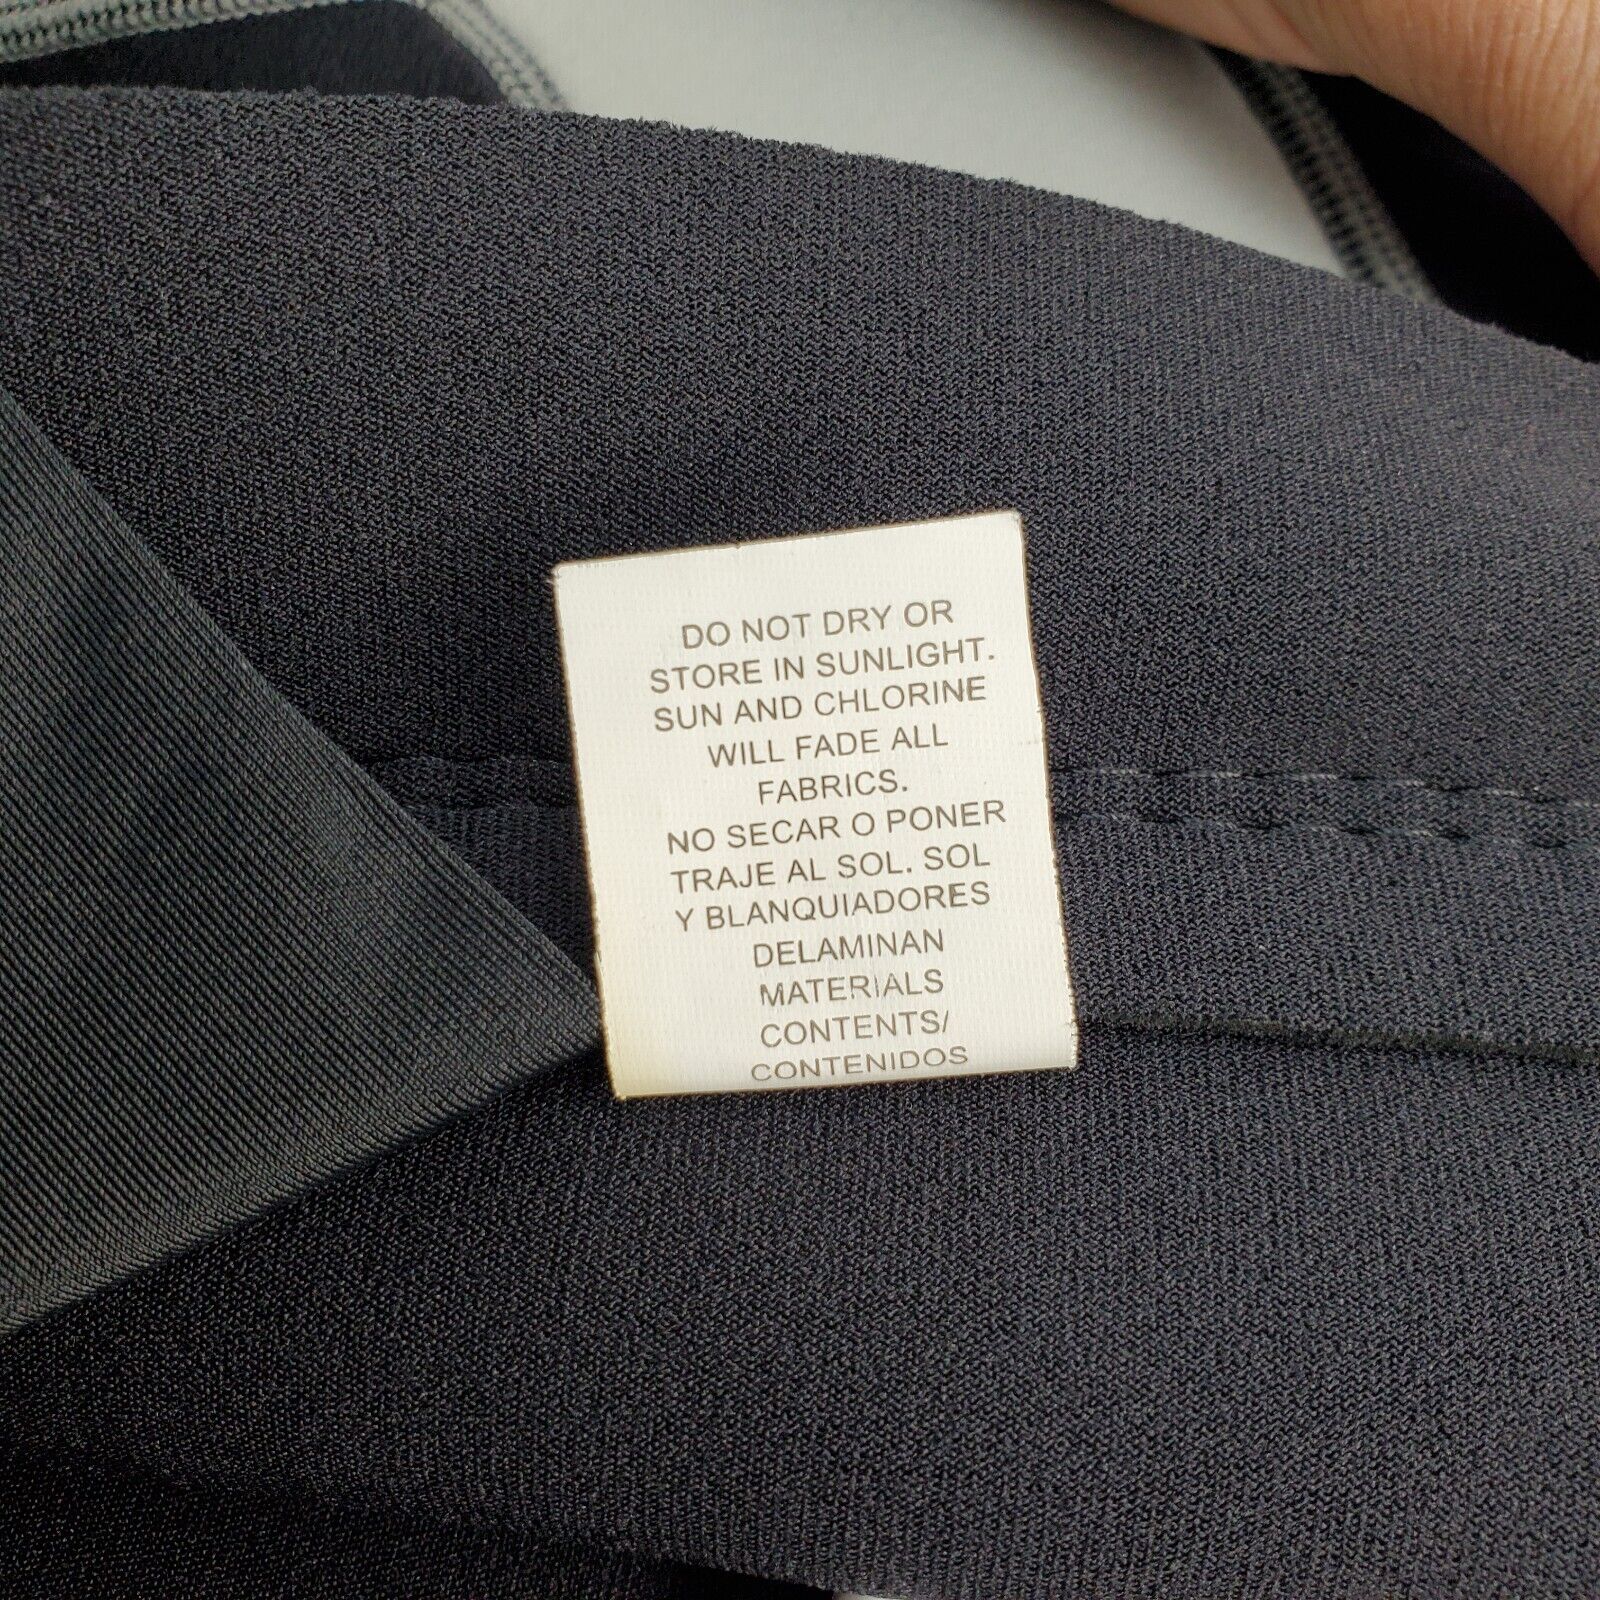 DO NOT DRY OR
STORE IN SUNLIGHT.
SUN AND CHLORINE
WILL FADE ALL
FABRICS.
NO SECAR O PONER
TRAJE AL SOL. SOL
Y BLANQUIADORES
DELAMINAN
MATERIALS
CONTENTS/
CONTENIDOS